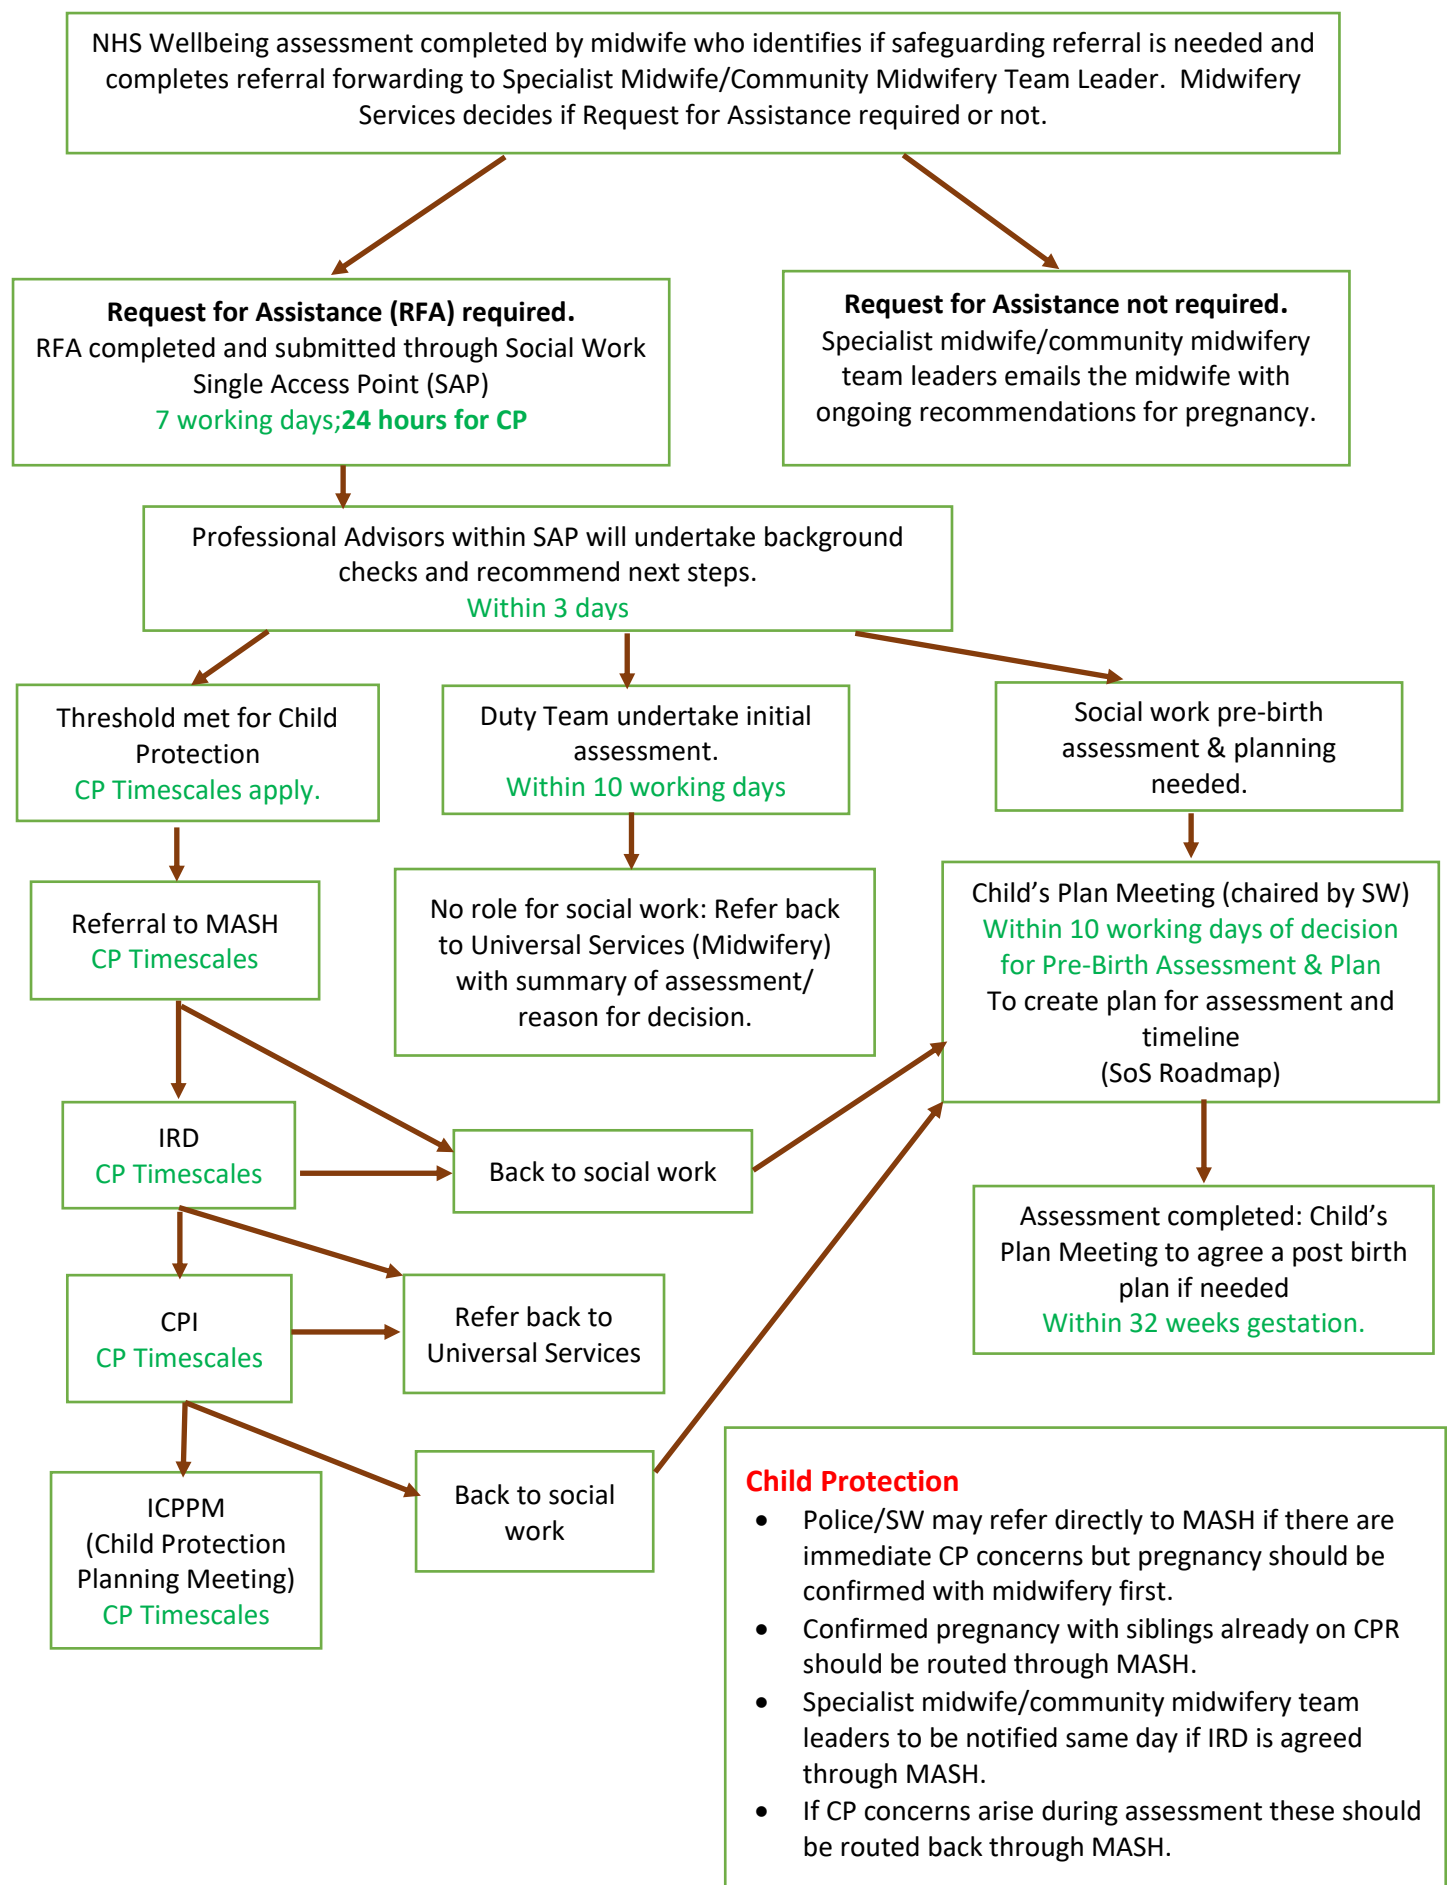 NHS Wellbeing assessment completed by midwife who identifies if safeguarding referral is needed and
completes referral forwarding to Specialist Midwife/Community Midwifery Team Leader.  Midwifery
Services decides if Request for Assistance required or not.
Request for Assistance (RFA) required.
RFA completed and submitted through Social Work
Single Access Point (SAP)
7 working days;24 hours for CP
Request for Assistance not required.
Specialist midwife/community midwifery
team leaders emails the midwife with
ongoing recommendations for pregnancy.
Professional Advisors within SAP will undertake background
checks and recommend next steps.
Within 3 days
Threshold met for Child
Protection
CP Timescales apply.
Duty Team undertake initial
assessment.
Within 10 working days
Social work pre-birth
assessment & planning
needed.
Referral to MASH
CP Timescales
No role for social work: Refer back
to Universal Services (Midwifery)
with summary of assessment/
reason for decision.
Child’s Plan Meeting (chaired by SW)
Within 10 working days of decision
for Pre-Birth Assessment & Plan
To create plan for assessment and
timeline
(SoS Roadmap)
IRD
CP Timescales
Back to social work
Assessment completed: Child’s
Plan Meeting to agree a post birth
plan if needed
Within 32 weeks gestation.
CPI
CP Timescales
Refer back to
Universal Services
ICPPM
(Child Protection
Planning Meeting)
CP Timescales
Back to social
work
Child Protection
• Police/SW may refer directly to MASH if there are
immediate CP concerns but pregnancy should be
confirmed with midwifery first.
• Confirmed pregnancy with siblings already on CPR
should be routed through MASH.
• Specialist midwife/community midwifery team
leaders to be notified same day if IRD is agreed
through MASH.
• If CP concerns arise during assessment these should
be routed back through MASH.